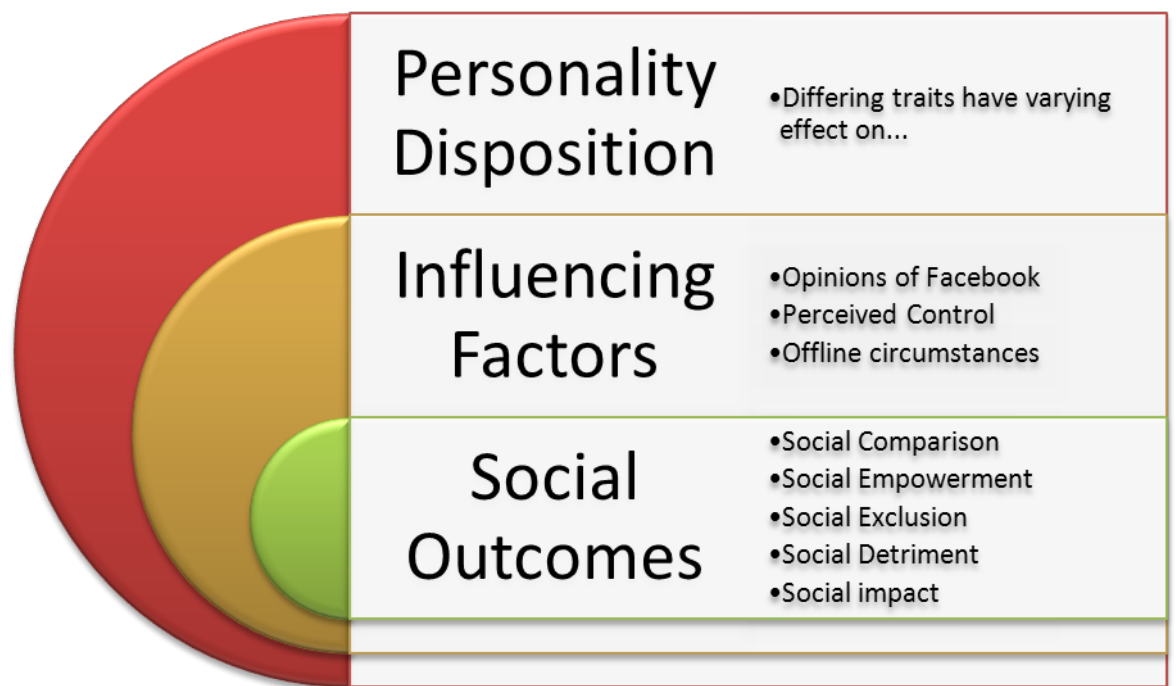 Personality
Disposition
•Differing traits have varying
effect on...
Influencing
Factors
•Opinions of Facebook
•Perceived Control
•Offline circumstances
Social
Outcomes
•Social Comparison
•Social Empowerment
•Social Exclusion
•Social Detriment
•Social impact